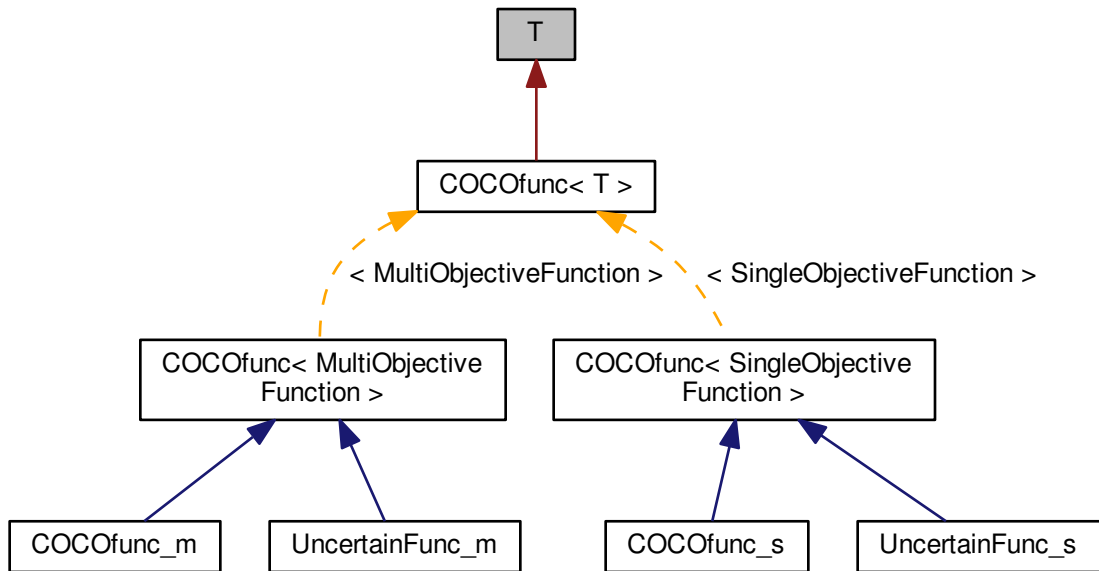 T
COCOfunc< T >
< MultiObjectiveFunction >
< SingleObjectiveFunction >
COCOfunc< MultiObjective
Function >
COCOfunc< SingleObjective
Function >
COCOfunc_m
UncertainFunc_m
COCOfunc_s
UncertainFunc_s